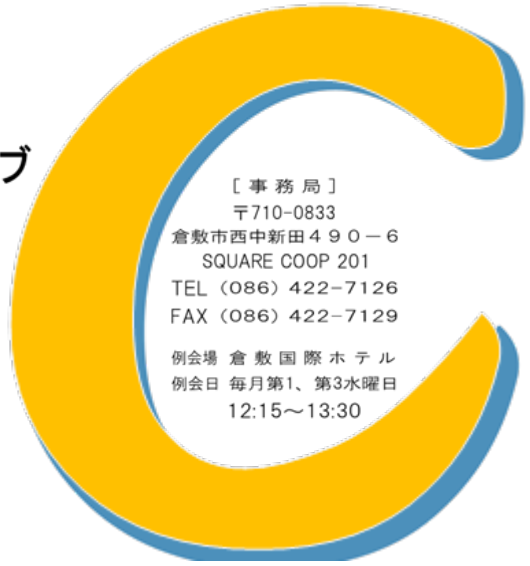 ブ
[事務局]
〒710-0833
倉敷市西中新田490-6
SQUARE COOP 201
TEL (086) 422-7126
FAX (086) 422-7129
例会場 倉敷国際ホテル
例会日 毎月第1、第3水曜日
12:15～13:30